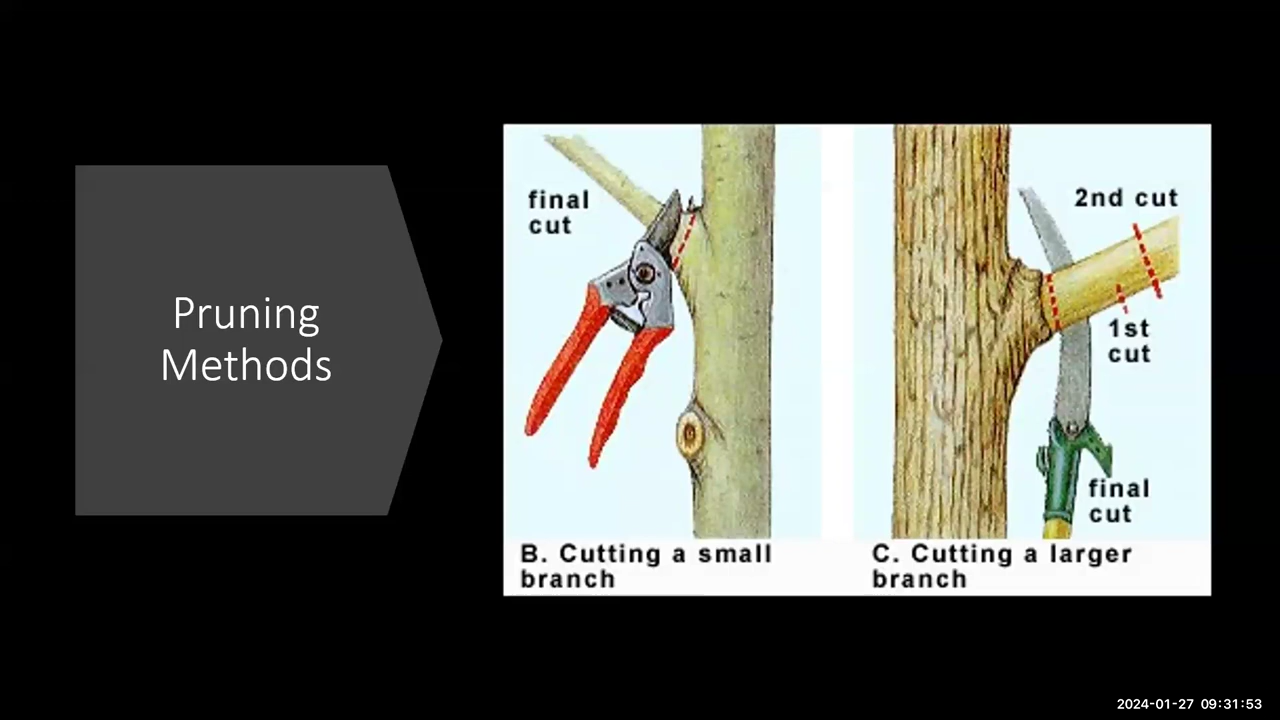 Pruning
Methods
final
cut
2nd cut
1st
cut
final
cut
B. Cutting a small
branch
C. Cutting a larger
branch
2024-01-27 09:31:53